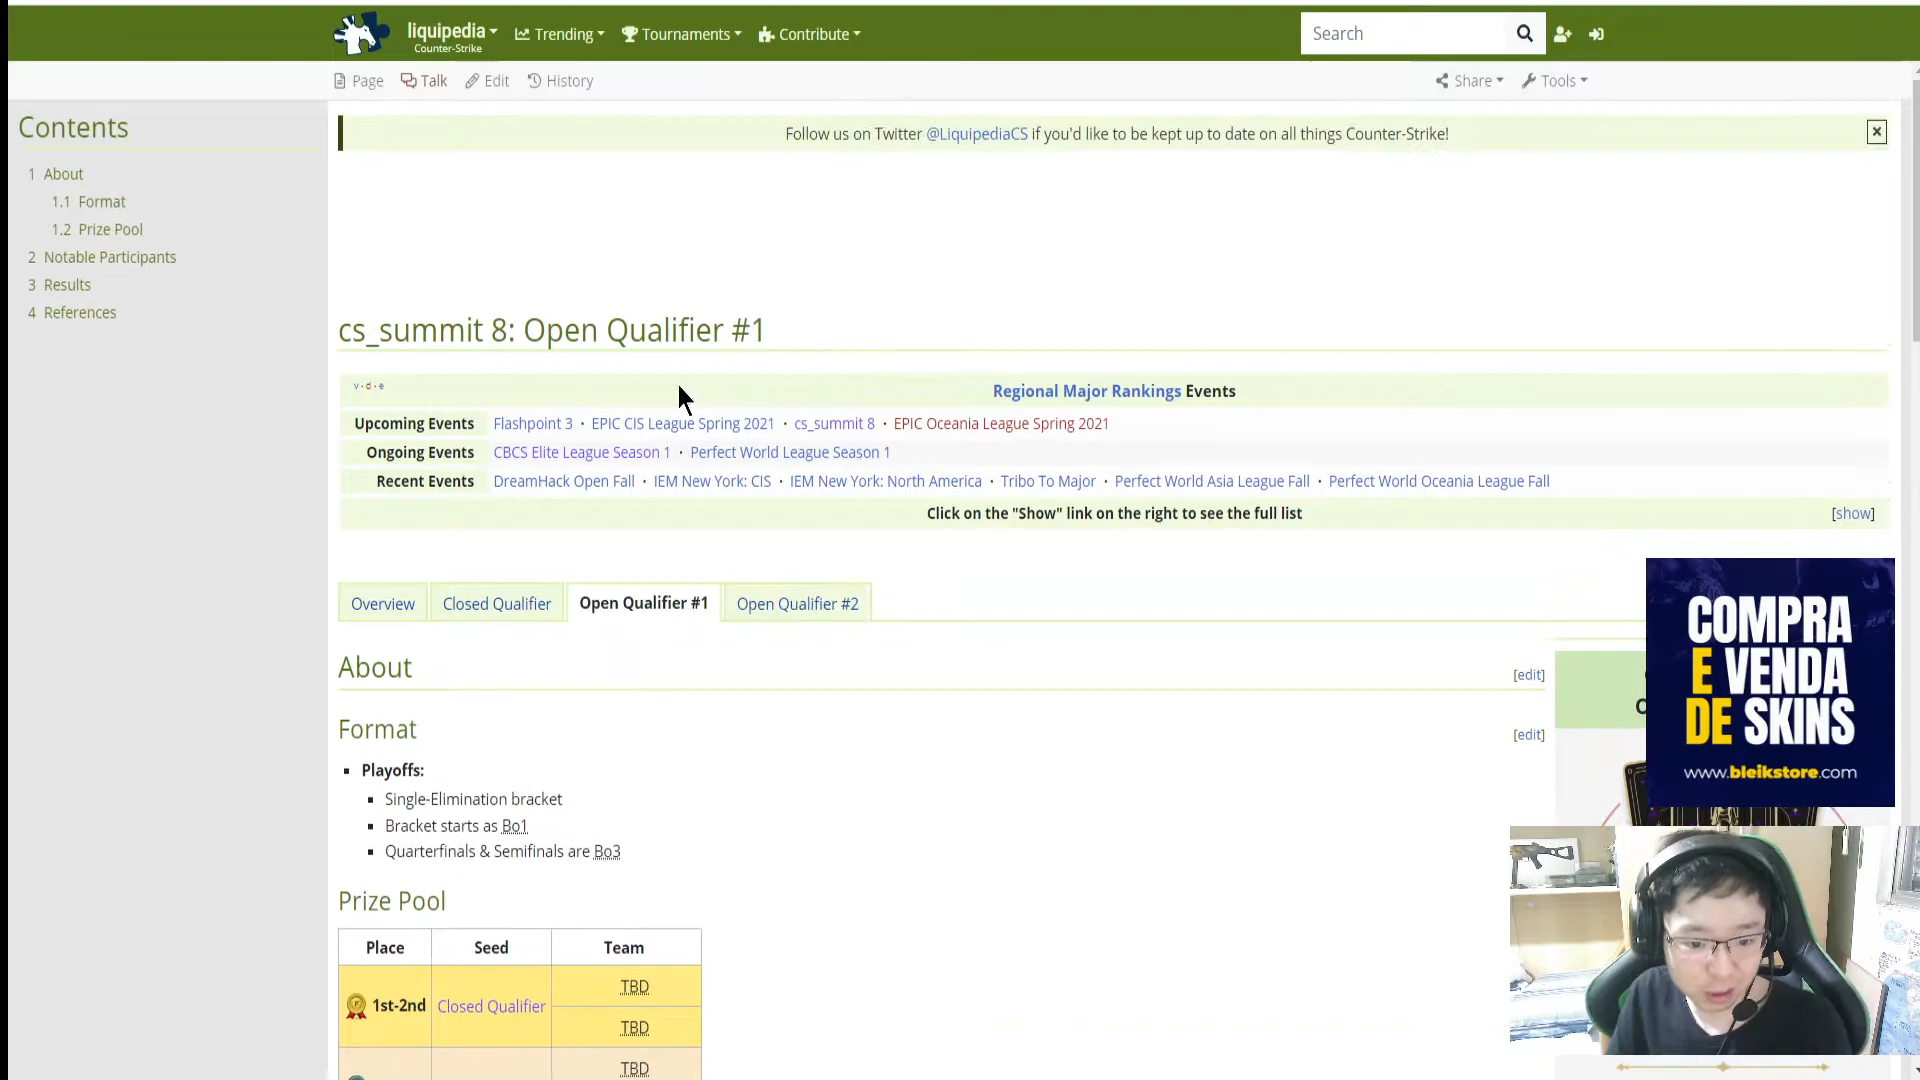 liquipedia
Counter-Strike
Trending
Tournaments
Contribute
Search
Page
Talk
Edit
History
Share
Tools
Contents
1 About
1.1 Format
1.2 Prize Pool
2 Notable Participants
3 Results
4 References
Follow us on Twitter @LiquipediaCS if you'd like to be kept up to date on all things Counter-Strike!
cs_summit 8: Open Qualifier #1
v·d·e
Regional Major Rankings Events
Upcoming Events Flashpoint 3 · EPIC CIS League Spring 2021 · cs_summit 8 · EPIC Oceania League Spring 2021
Ongoing Events CBCS Elite League Season 1 · Perfect World League Season 1
Recent Events DreamHack Open Fall · IEM New York: CIS · IEM New York: North America · Tribo To Major · Perfect World Asia League Fall · Perfect World Oceania League Fall
Click on the "Show" link on the right to see the full list [show]
Overview
Closed Qualifier
Open Qualifier #1
Open Qualifier #2
About [edit]
Format [edit]
Playoffs:
Single-Elimination bracket
Bracket starts as Bo1
Quarterfinals & Semifinals are Bo3
Prize Pool
Place Seed Team
1st-2nd Closed Qualifier TBD
TBD
TBD
COMPRA
E VENDA
DE SKINS
www.bleikstore.com